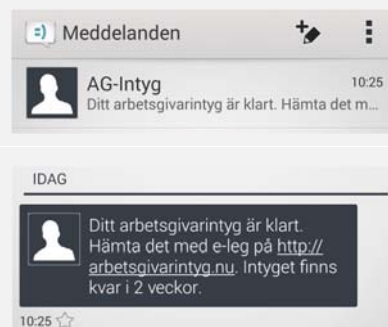 =) Meddelanden
AG-Intyg 10:25
Ditt arbetsgivarintyg är klart. Hämta det m...
IDAG
Ditt arbetsgivarintyg är klart.
Hämta det med e-leg på http://
arbetsgivarintyg.nu. Intyget finns
kvar i 2 veckor.
10:25